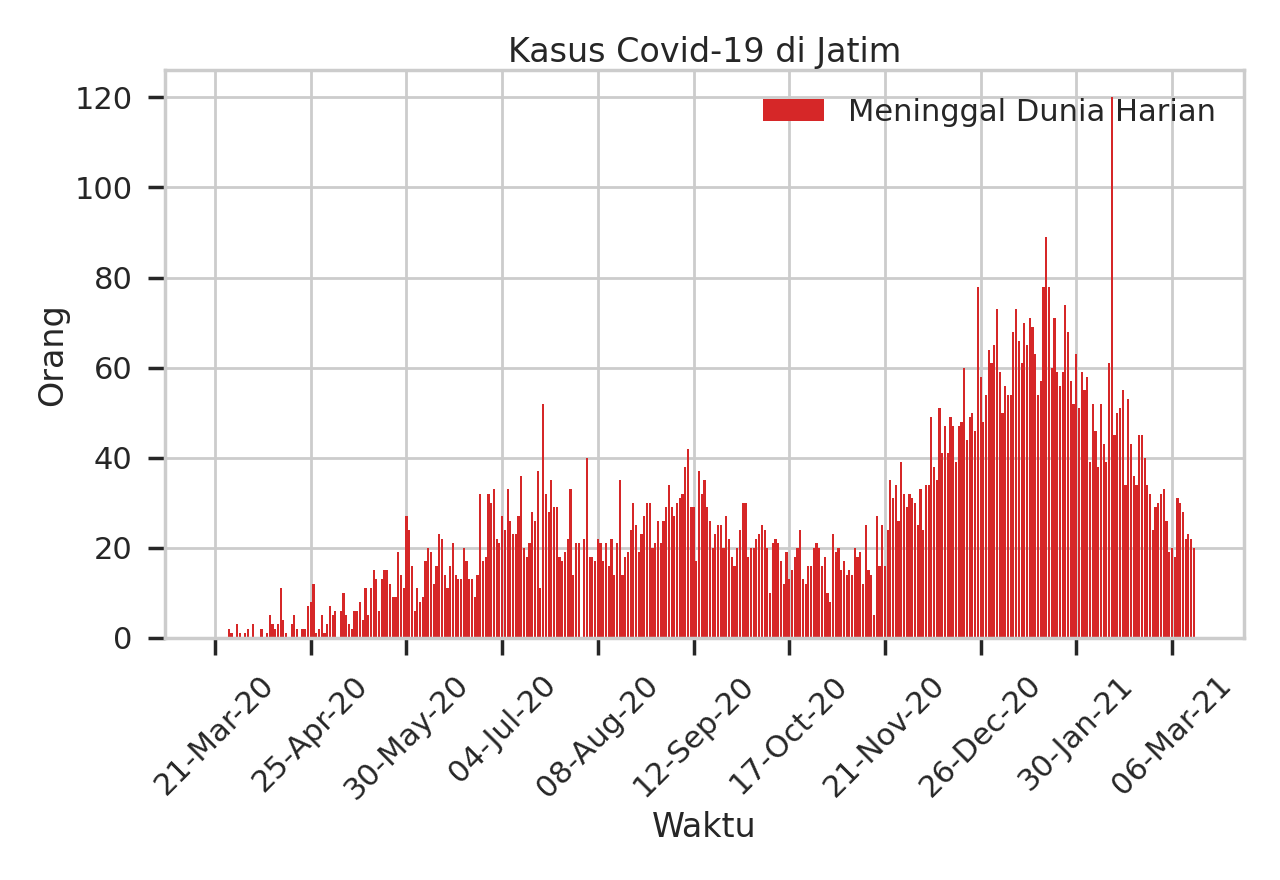 Kasus Covid-19 di Jatim
Meninggal Dunia Harian
120
100
80
60
40
20
0
Orang
21-Mar-20
25-Apr-20
30-May-20
04-Jul-20
08-Aug-20
12-Sep-20
17-Oct-20
21-Nov-20
26-Dec-20
30-Jan-21
06-Mar-21
Waktu